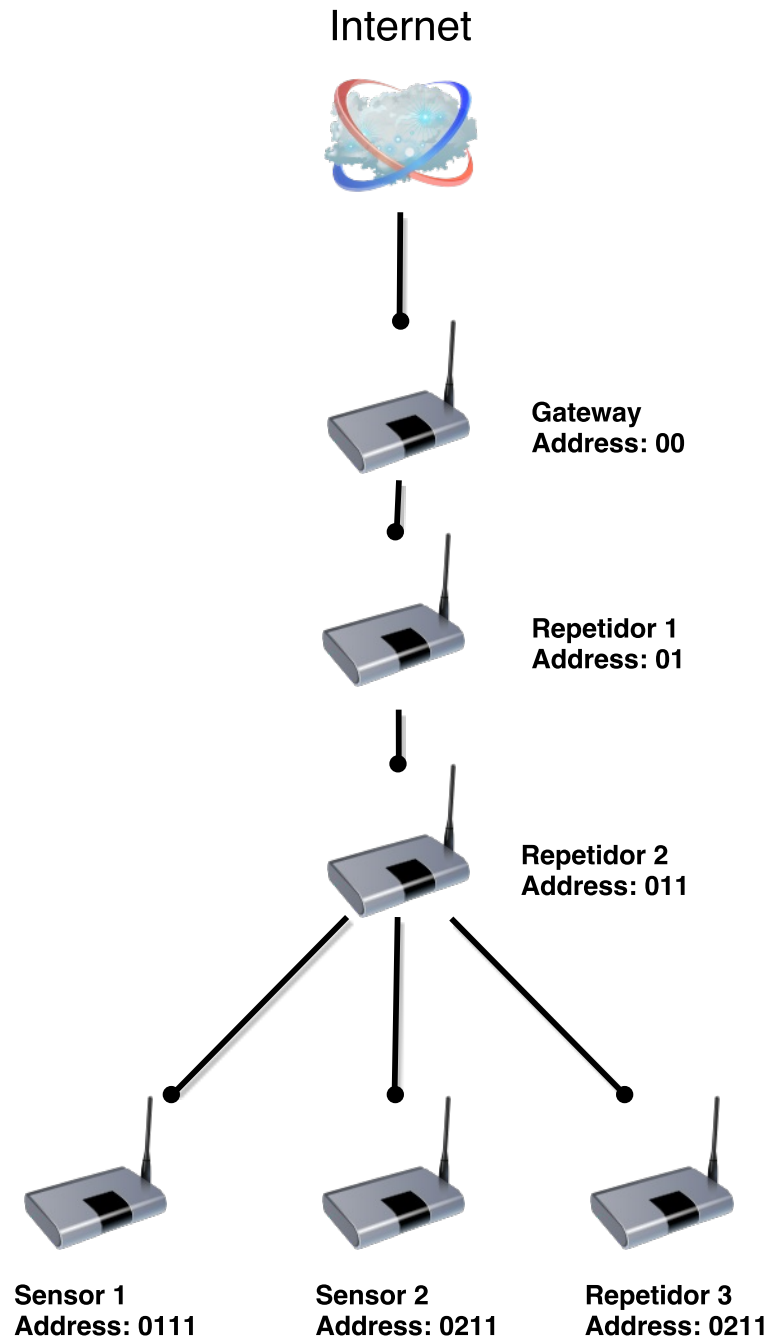 Internet
Gateway
Address: 00
Repetidor 1
Address: 01
Repetidor 2
Address: 011
Sensor 1
Address: 0111
Sensor 2
Address: 0211
Repetidor 3
Address: 0211